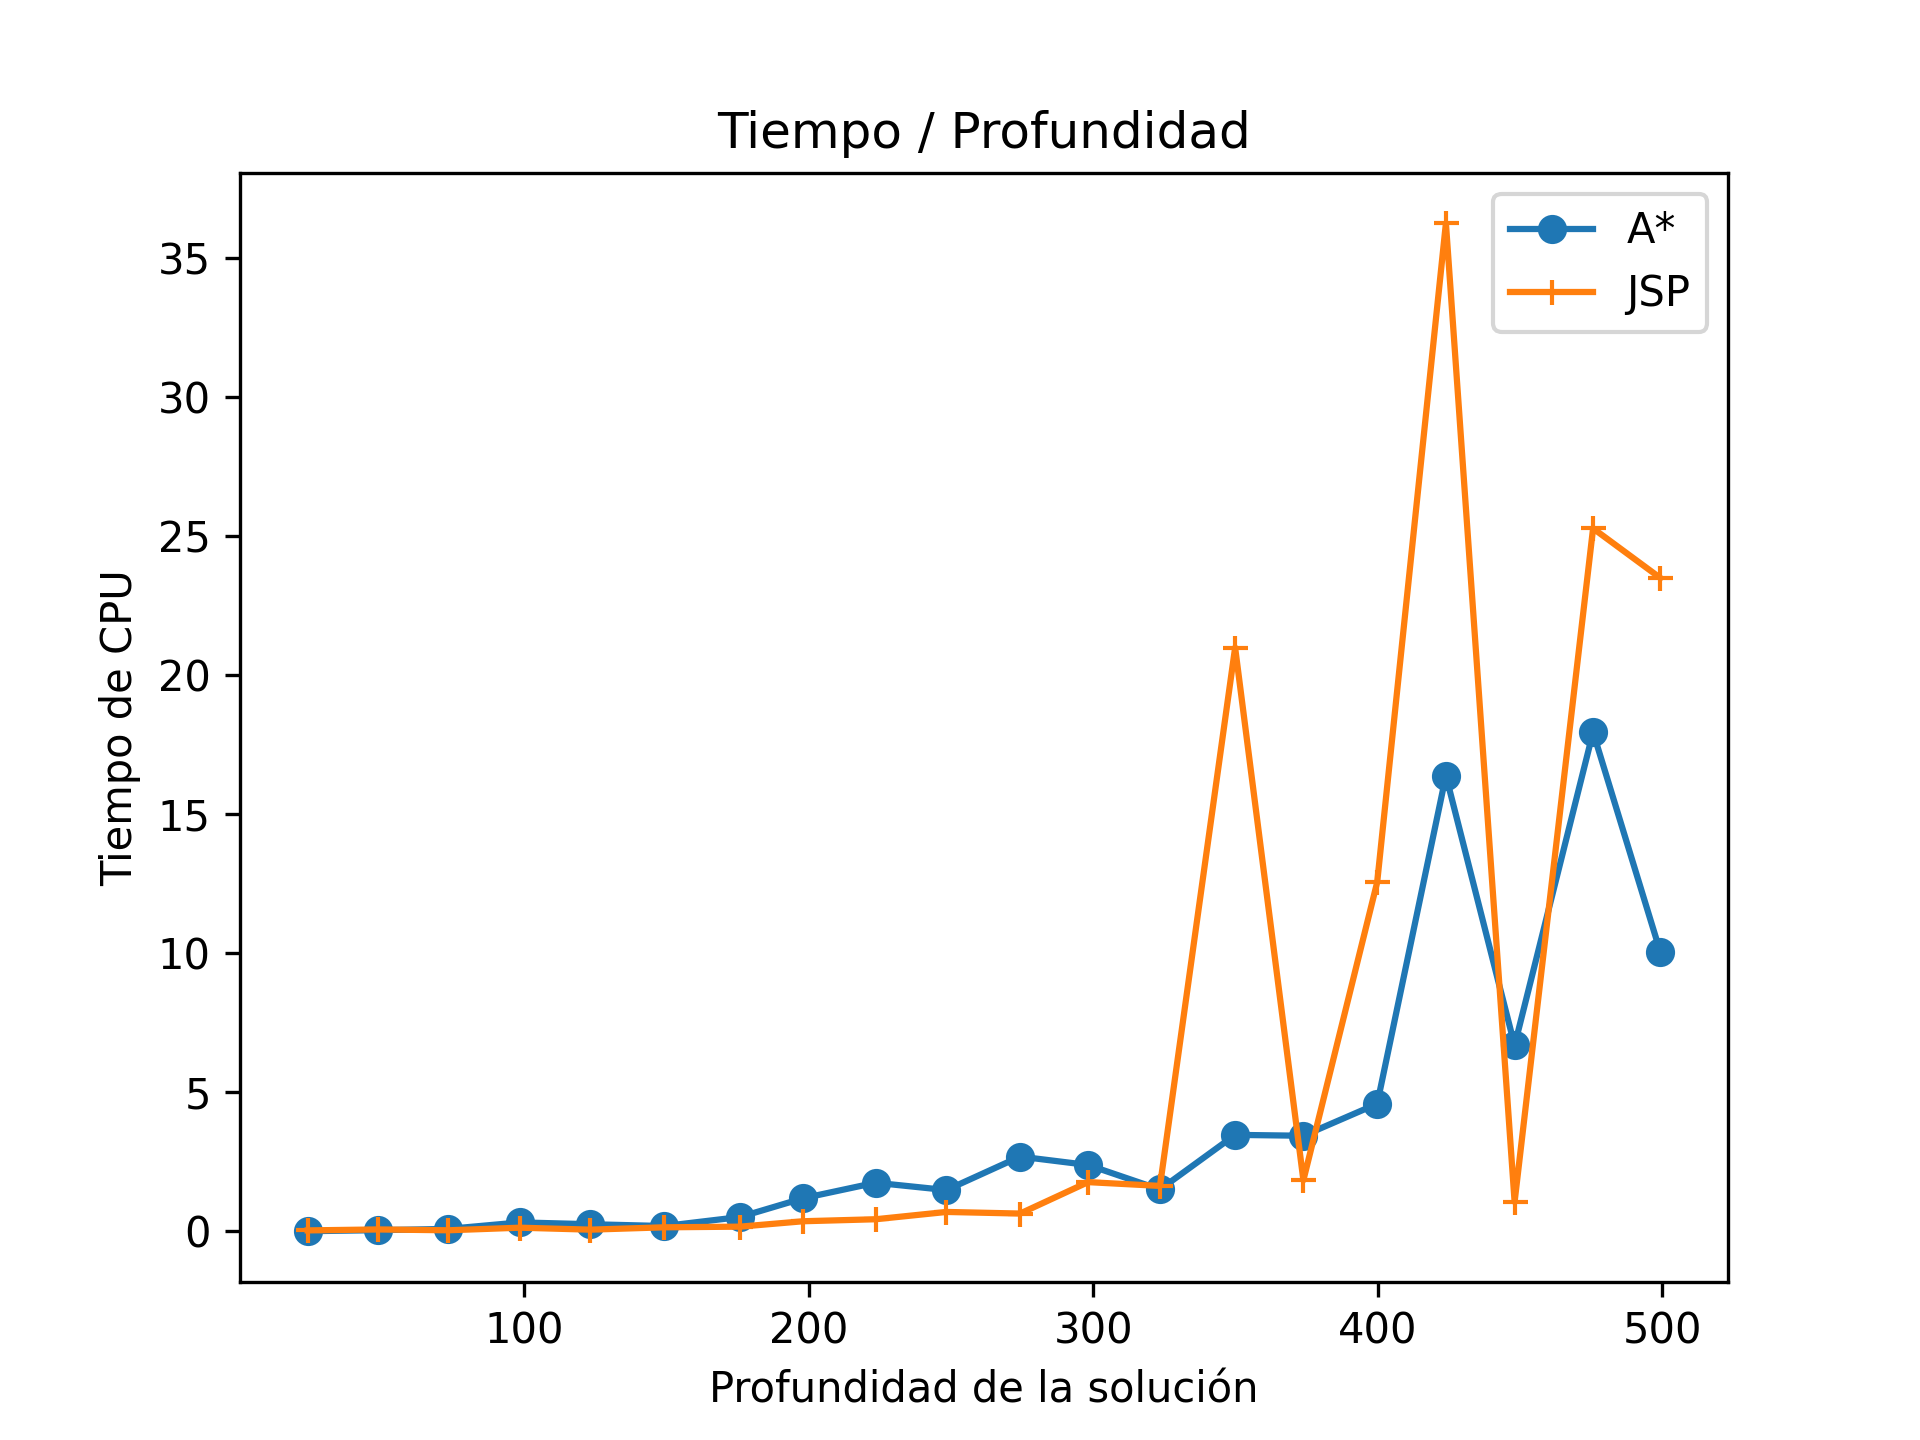 Tiempo / Profundidad
A*
JSP
35
30
25
20
15
10
5
0
Tiempo de CPU
100 200 300 400 500
Profundidad de la solución